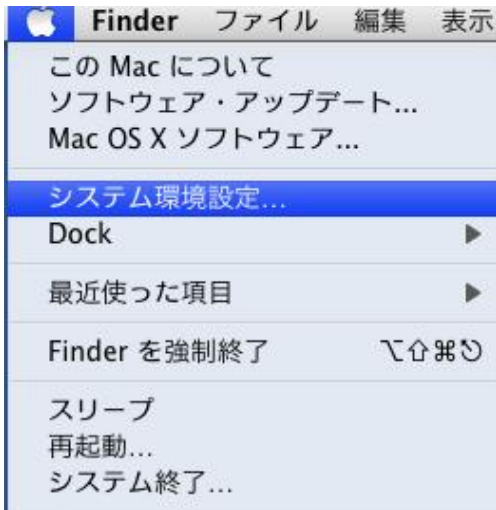 Finder ファイル 編集 表示
この Mac について
ソフトウェア・アップデート...
Mac OS X ソフトウェア...
システム環境設定...
Dock
最近使った項目
Finder を強制終了 ⌥⇧⌘⎋
スリープ
再起動...
システム終了...